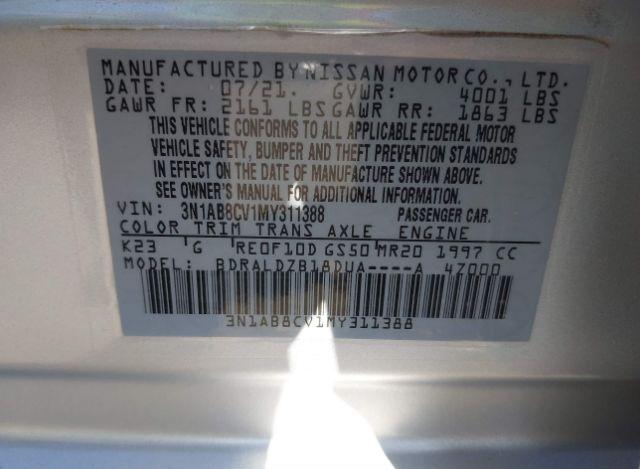 MANUFACTURED BY NISSAN MOTOR CO., LTD.
DATE: 07/21. GVWR: 4001 LBS
GAWR FR: 2161 LBS GAWR RR: 1863 LBS
THIS VEHICLE CONFORMS TO ALL APPLICABLE FEDERAL MOTOR
VEHICLE SAFETY, BUMPER AND THEFT PREVENTION STANDARDS
IN EFFECT ON THE DATE OF MANUFACTURE SHOWN ABOVE.
SEE OWNER'S MANUAL FOR ADDITIONAL INFORMATION.
VIN: 3N1AB8CV1MY311388 PASSENGER CAR.
COLOR TRIM TRANS AXLE ENGINE
K23 G RE0F10D GS50 MR20 1997 CC
MODEL: BDRALDZB18DUA----A 47000
3N1AB8CV1MY311388